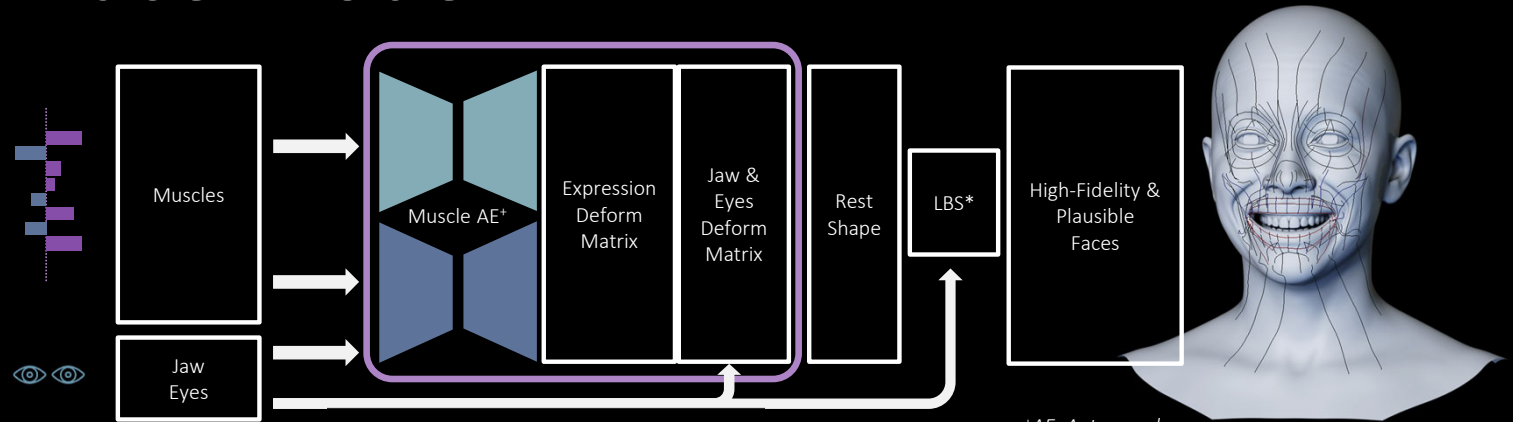 Muscles
Jaw
Eyes
Muscle AE⁺
Expression
Deform
Matrix
Jaw &
Eyes
Deform
Matrix
Rest
Shape
LBS*
High-Fidelity &
Plausible
Faces